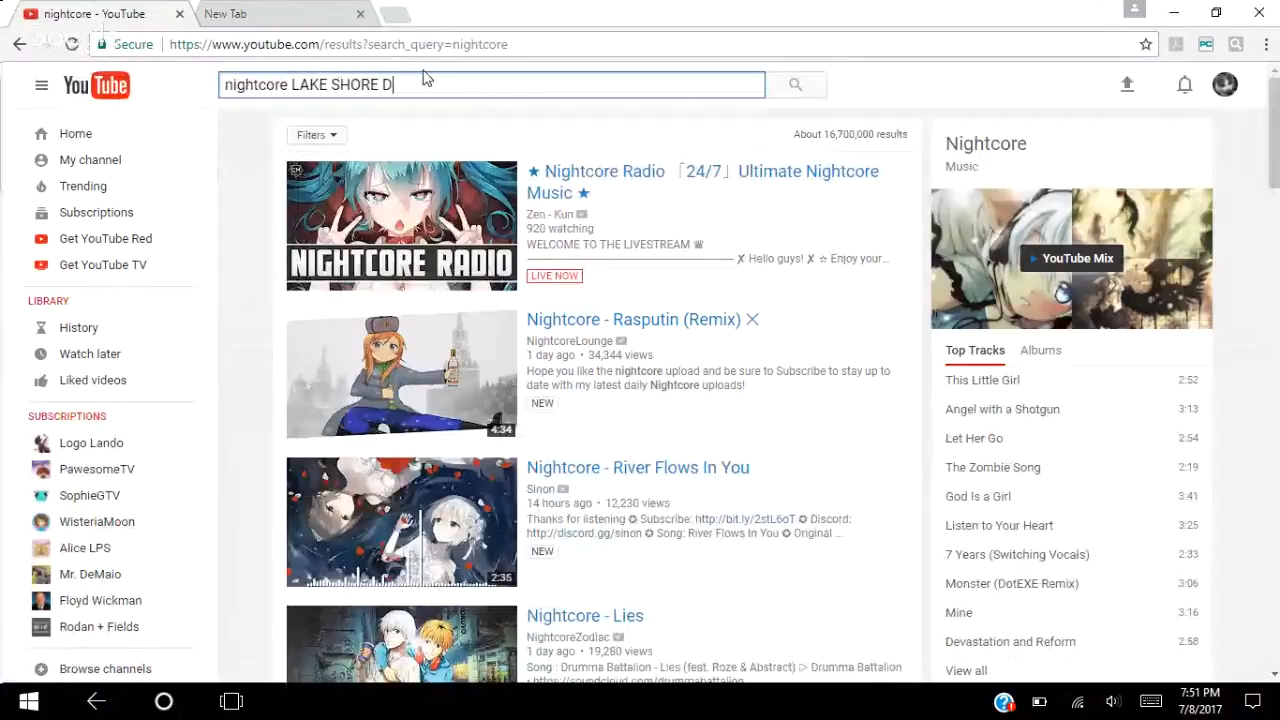 nightcore - YouTube
New Tab
Secure
https://www.youtube.com/results?search_query=nightcore
PC
YouTube
nightcore LAKE SHORE D
Home
My channel
Trending
Subscriptions
Get YouTube Red
Get YouTube TV
LIBRARY
History
Watch later
Liked videos
SUBSCRIPTIONS
Logo Lando
PawesomeTV
SophieGTV
WisteriaMoon
Alice LPS
Mr. DeMaio
Floyd Wickman
Rodan + Fields
Browse channels
Filters
About 16,700,000 results
NIGHTCORE RADIO
★ Nightcore Radio 「24/7」 Ultimate Nightcore
Music ★
Zen - Kun
920 watching
WELCOME TO THE LIVESTREAM ♛
✗ Hello guys! ✗ ☆ Enjoy your...
LIVE NOW
4:34
Nightcore - Rasputin (Remix) ╳
NightcoreLounge
1 day ago • 34,344 views
Hope you like the nightcore upload and be sure to Subscribe to stay up
to date with my latest daily Nightcore uploads!
NEW
2:35
Nightcore - River Flows In You
Sinon
14 hours ago • 12,230 views
Thanks for listening ✪ Subscribe: http://bit.ly/2stL6oT ✪ Discord:
http://discord.gg/sinon ✪ Song: River Flows In You ✪ Original ...
NEW
Nightcore - Lies
NightcoreZodiac
1 day ago • 19,280 views
Song : Drumma Battalion - Lies (feat. Roze & Abstract) ▷ Drumma Battalion
• https://soundcloud.com/drummabattalion
Nightcore
Music
YouTube Mix
Top Tracks
Albums
This Little Girl 2:52
Angel with a Shotgun 3:13
Let Her Go 2:54
The Zombie Song 2:19
God Is a Girl 3:41
Listen to Your Heart 3:25
7 Years (Switching Vocals) 2:33
Monster (DotEXE Remix) 3:06
Mine 3:16
Devastation and Reform 2:58
View all
7:51 PM
7/8/2017